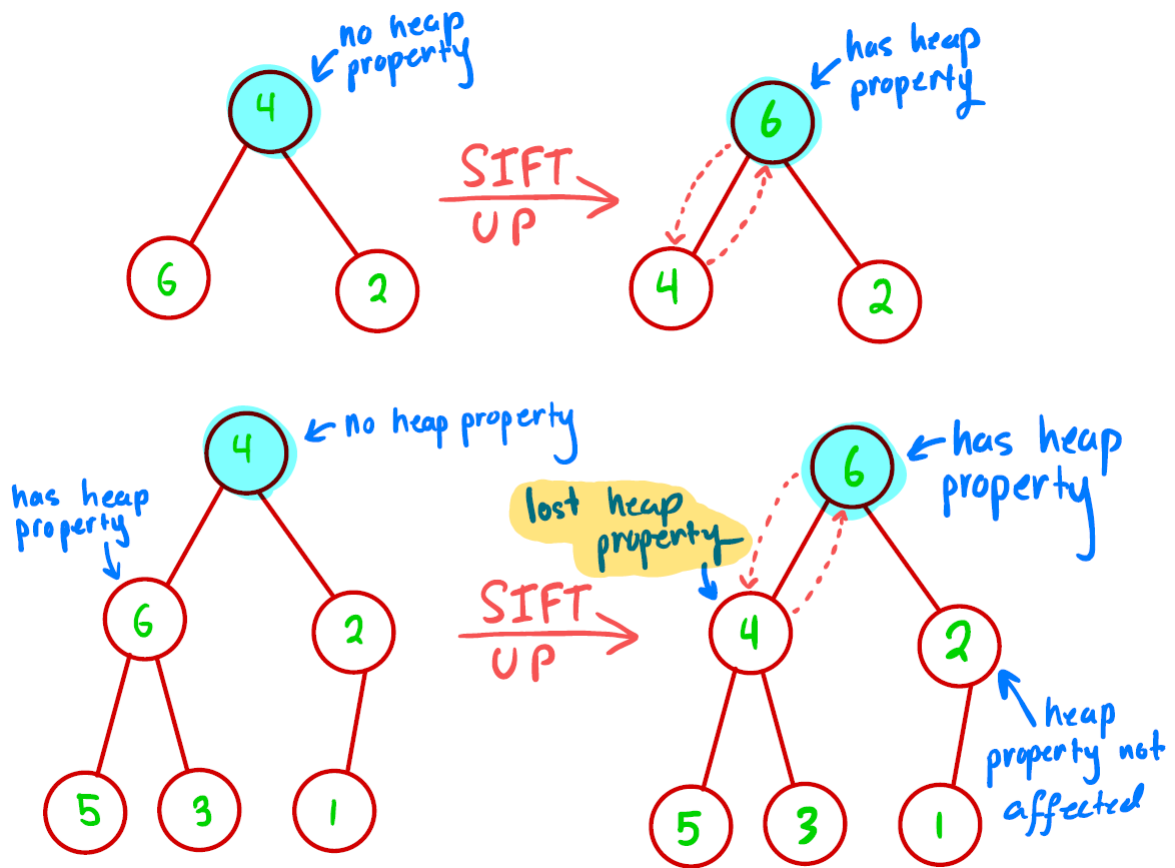 no heap
property
4
6
2
SIFT
UP
has heap
property
6
4
2
no heap property
4
has heap
property
6
2
5
3
1
SIFT
UP
has heap
property
6
lost heap
property
4
2
heap
property not
affected
5
3
1